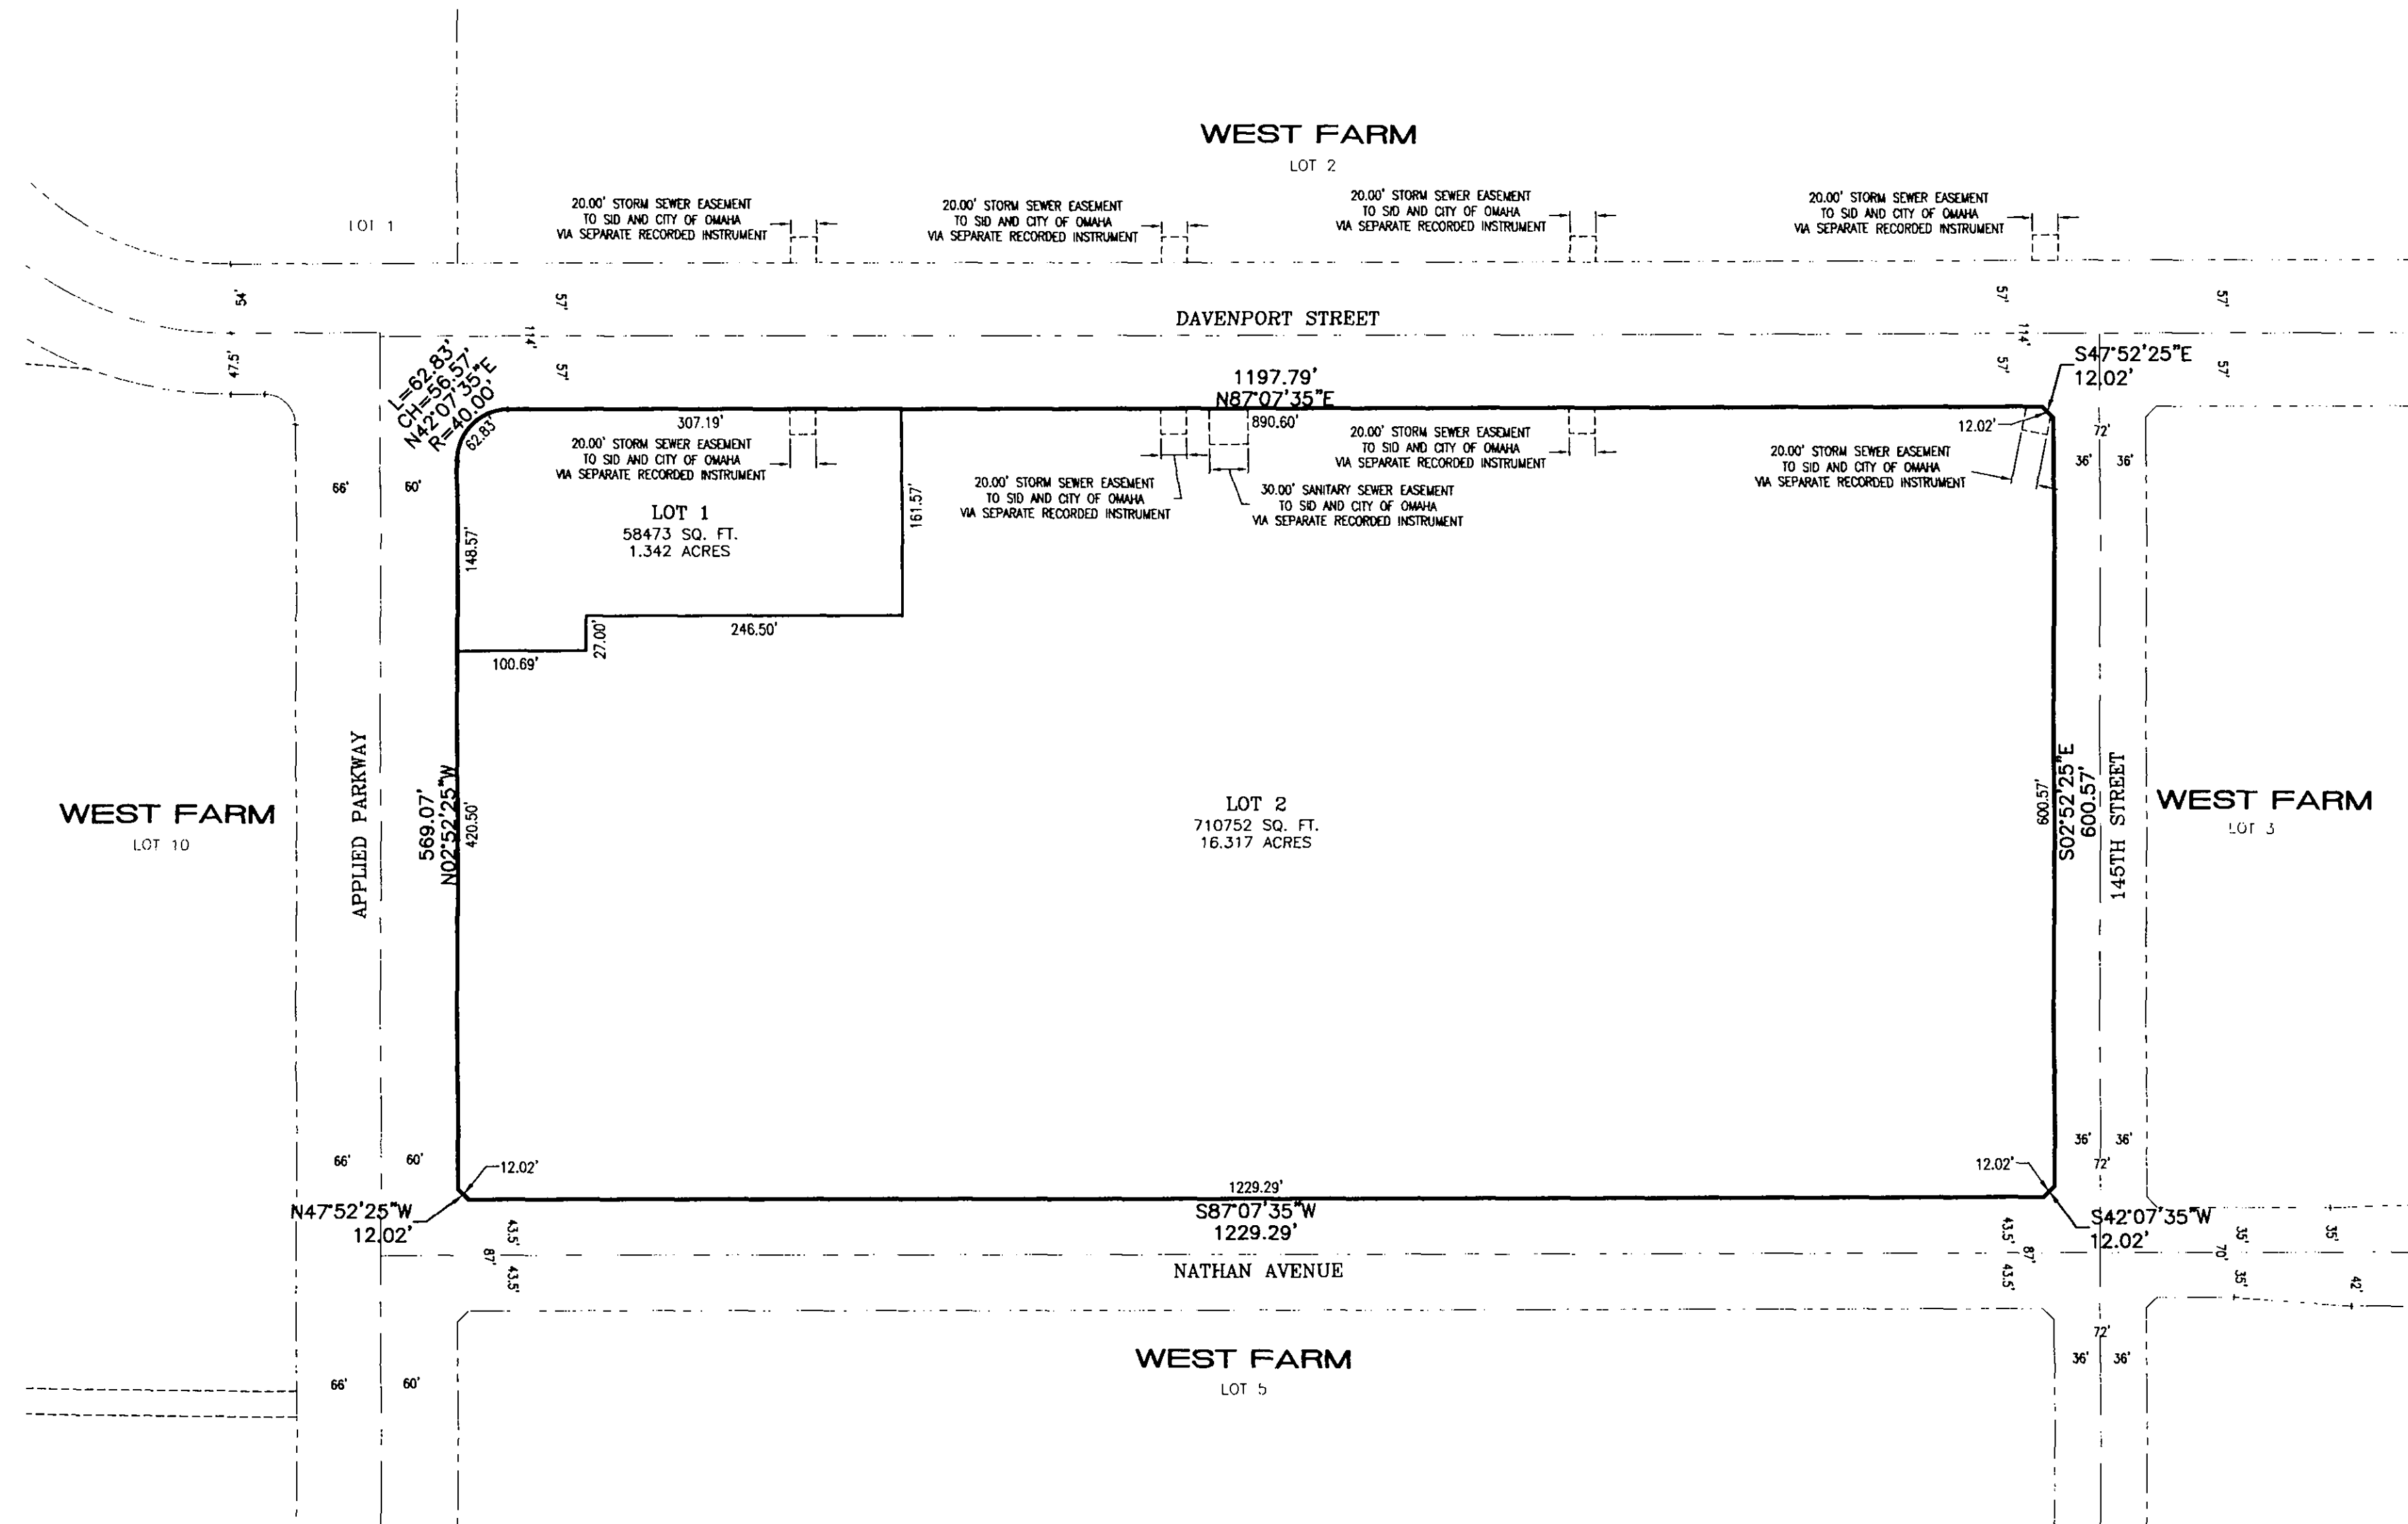 WEST FARM
LOT 2
LOT 1
20.00' STORM SEWER EASEMENT
TO SID AND CITY OF OMAHA
VIA SEPARATE RECORDED INSTRUMENT
20.00' STORM SEWER EASEMENT
TO SID AND CITY OF OMAHA
VIA SEPARATE RECORDED INSTRUMENT
20.00' STORM SEWER EASEMENT
TO SID AND CITY OF OMAHA
VIA SEPARATE RECORDED INSTRUMENT
20.00' STORM SEWER EASEMENT
TO SID AND CITY OF OMAHA
VIA SEPARATE RECORDED INSTRUMENT
54'
57'
57'
57'
DAVENPORT STREET
114'
114'
47.5'
57'
57'
57'
L=62.83'
CH=56.57'
N42°07'35"E
R=40.00'
62.83'
1197.79'
N87°07'35"E
S47°52'25"E
12.02'
307.19'
890.60'
12.02'
20.00' STORM SEWER EASEMENT
TO SID AND CITY OF OMAHA
VIA SEPARATE RECORDED INSTRUMENT
20.00' STORM SEWER EASEMENT
TO SID AND CITY OF OMAHA
VIA SEPARATE RECORDED INSTRUMENT
30.00' SANITARY SEWER EASEMENT
TO SID AND CITY OF OMAHA
VIA SEPARATE RECORDED INSTRUMENT
20.00' STORM SEWER EASEMENT
TO SID AND CITY OF OMAHA
VIA SEPARATE RECORDED INSTRUMENT
20.00' STORM SEWER EASEMENT
TO SID AND CITY OF OMAHA
VIA SEPARATE RECORDED INSTRUMENT
72'
36'
36'
66'
60'
LOT 1
58473 SQ. FT.
1.342 ACRES
148.57'
161.57'
246.50'
27.00'
100.69'
WEST FARM
LOT 10
APPLIED PARKWAY
569.07'
N02°52'25"W
420.50'
LOT 2
710752 SQ. FT.
16.317 ACRES
600.57'
S02°52'25"E
600.57'
145TH STREET
WEST FARM
LOT 3
66'
60'
12.02'
N47°52'25"W
12.02'
1229.29'
S87°07'35"W
1229.29'
36'
36'
72'
12.02'
S42°07'35"W
12.02'
43.5'
87'
43.5'
NATHAN AVENUE
43.5'
87'
43.5'
35'
35'
70'
35'
42'
WEST FARM
LOT 5
66'
60'
72'
36'
36'